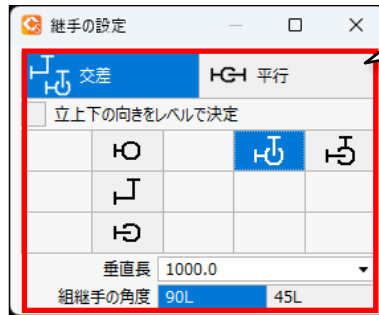 継手の設定
交差
平行
立上下の向きをレベルで決定
垂直長 1000.0
組継手の角度 90L 45L